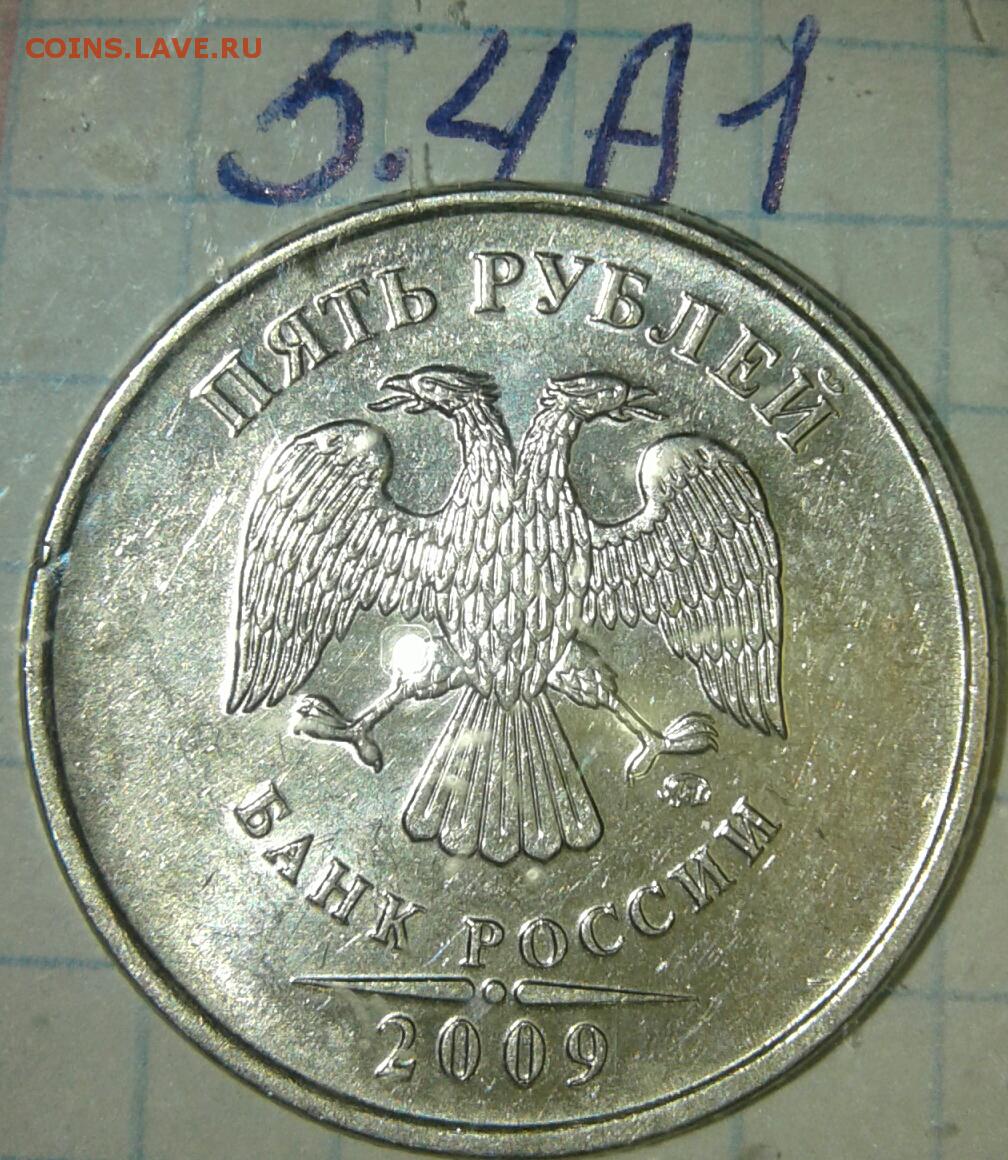 COINS.LAVE.RU
5.4А1
ПЯТЬ РУБЛЕЙ
БАНК РОССИИ
2009